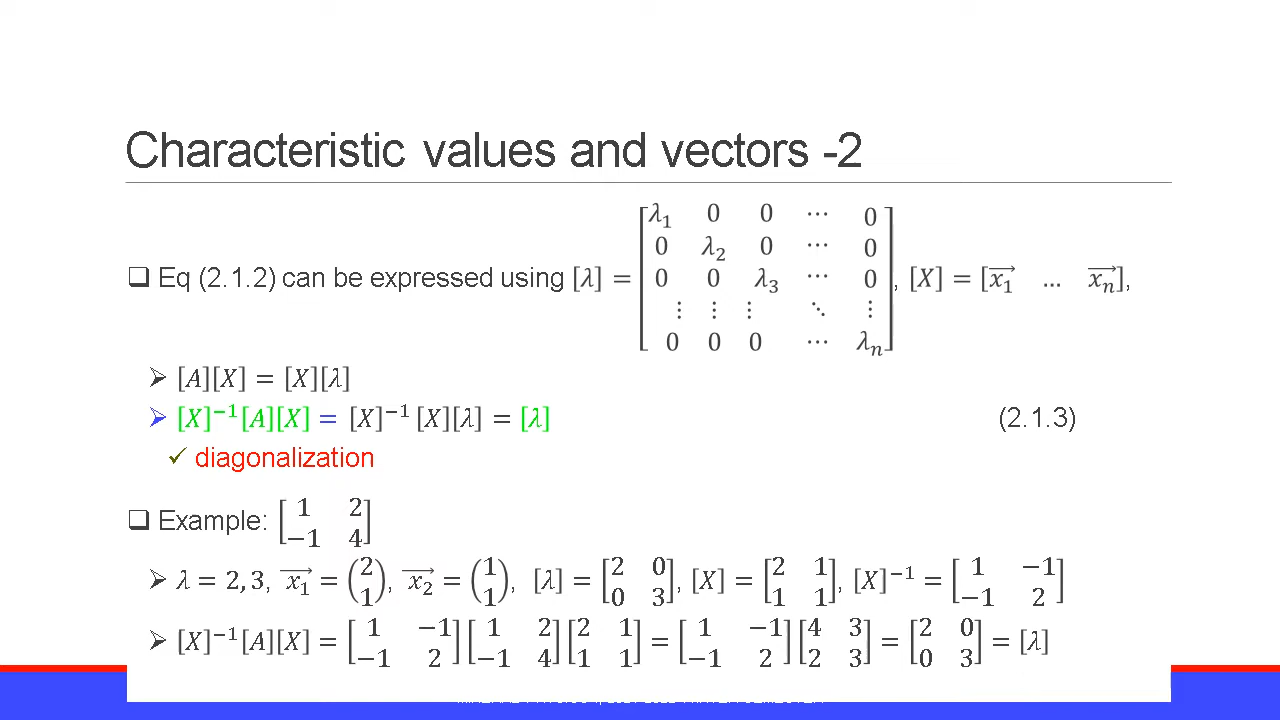 Characteristic values and vectors -2
❑ Eq (2.1.2) can be expressed using [λ] = [λ₁ 0 0 ⋯ 0; 0 λ₂ 0 ⋯ 0; 0 0 λ₃ ⋯ 0; ⋮ ⋮ ⋮ ⋱ ⋮; 0 0 0 ⋯ λₙ], [X] = [x₁⃗ … xₙ⃗],
➢ [A][X] = [X][λ]
➢ [X]⁻¹[A][X] = [X]⁻¹[X][λ] = [λ] (2.1.3)
✓ diagonalization
❑ Example: [1 2; −1 4]
➢ λ = 2, 3, x₁⃗ = (2; 1), x₂⃗ = (1; 1), [λ] = [2 0; 0 3], [X] = [2 1; 1 1], [X]⁻¹ = [1 −1; −1 2]
➢ [X]⁻¹[A][X] = [1 −1; −1 2][1 2; −1 4][2 1; 1 1] = [1 −1; −1 2][4 3; 2 3] = [2 0; 0 3] = [λ]